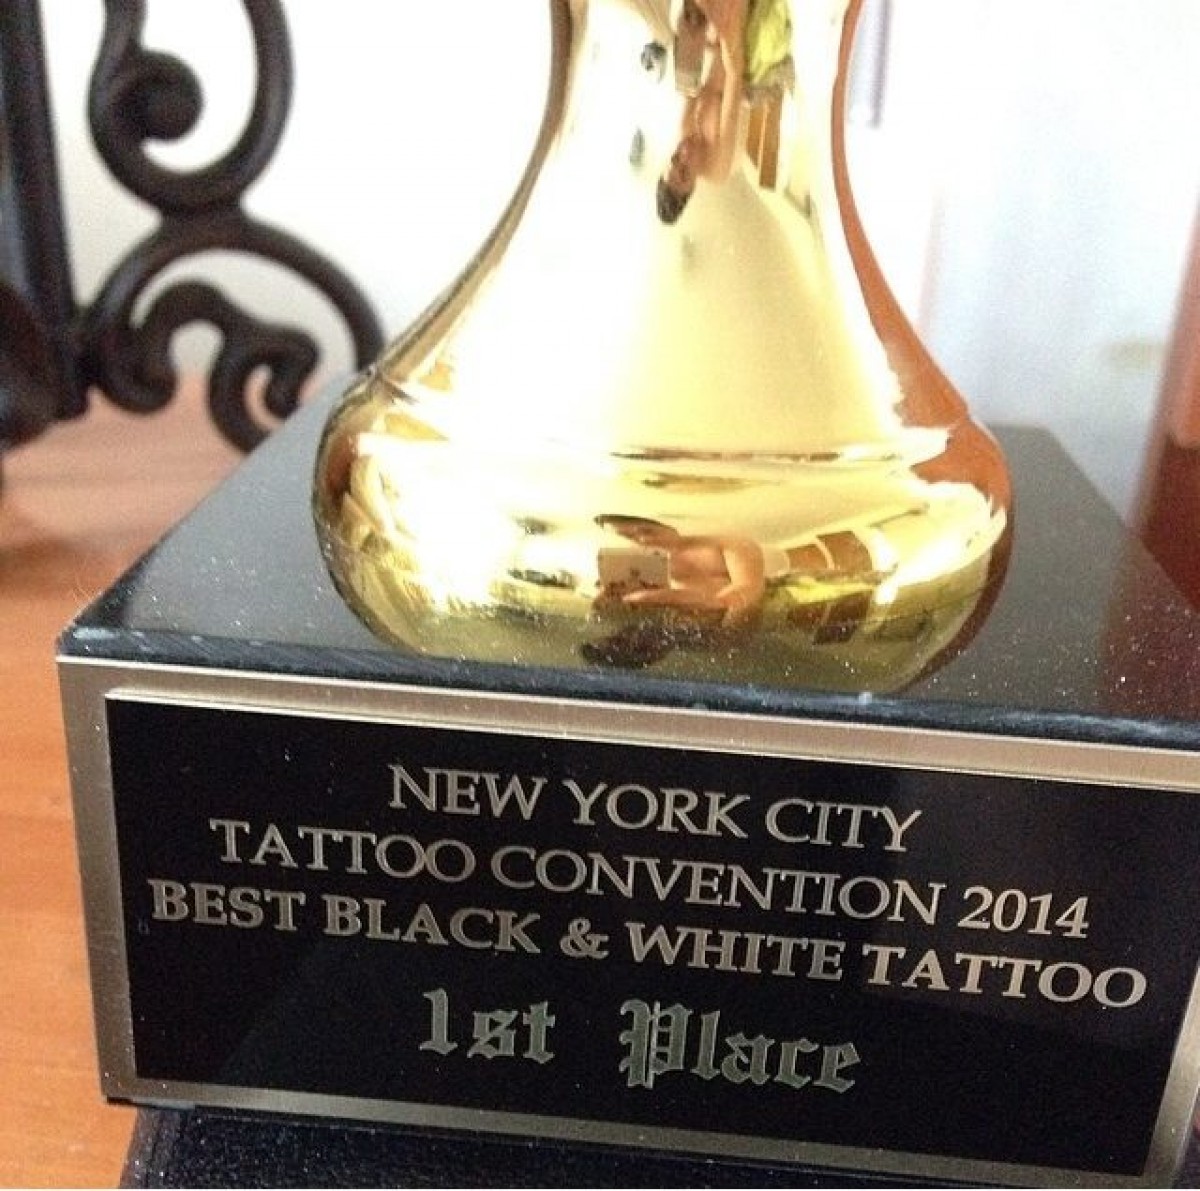 NEW YORK CITY
TATTOO CONVENTION 2014
BEST BLACK & WHITE TATTOO
1st Place